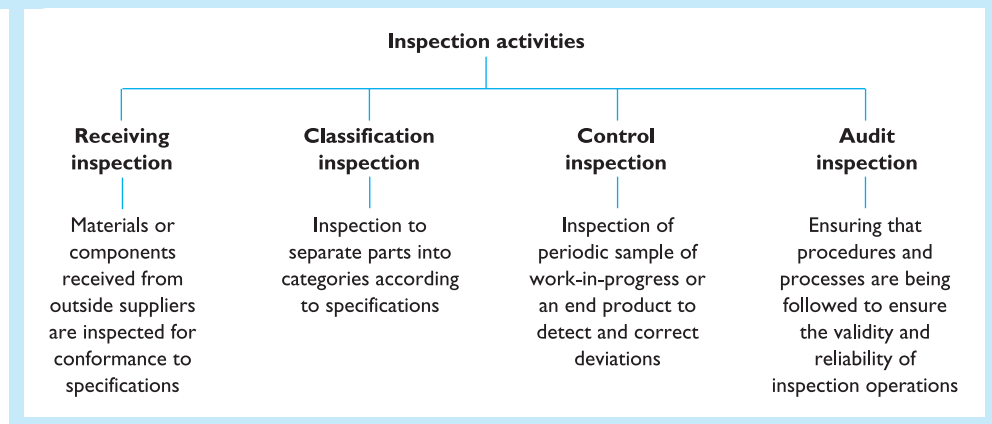 Inspection activities
Receiving
inspection
Materials or
components
received from
outside suppliers
are inspected for
conformance to
specifications
Classification
inspection
Inspection to
separate parts into
categories according
to specifications
Control
inspection
Inspection of
periodic sample of
work-in-progress or
an end product to
detect and correct
deviations
Audit
inspection
Ensuring that
procedures and
processes are being
followed to ensure
the validity and
reliability of
inspection operations